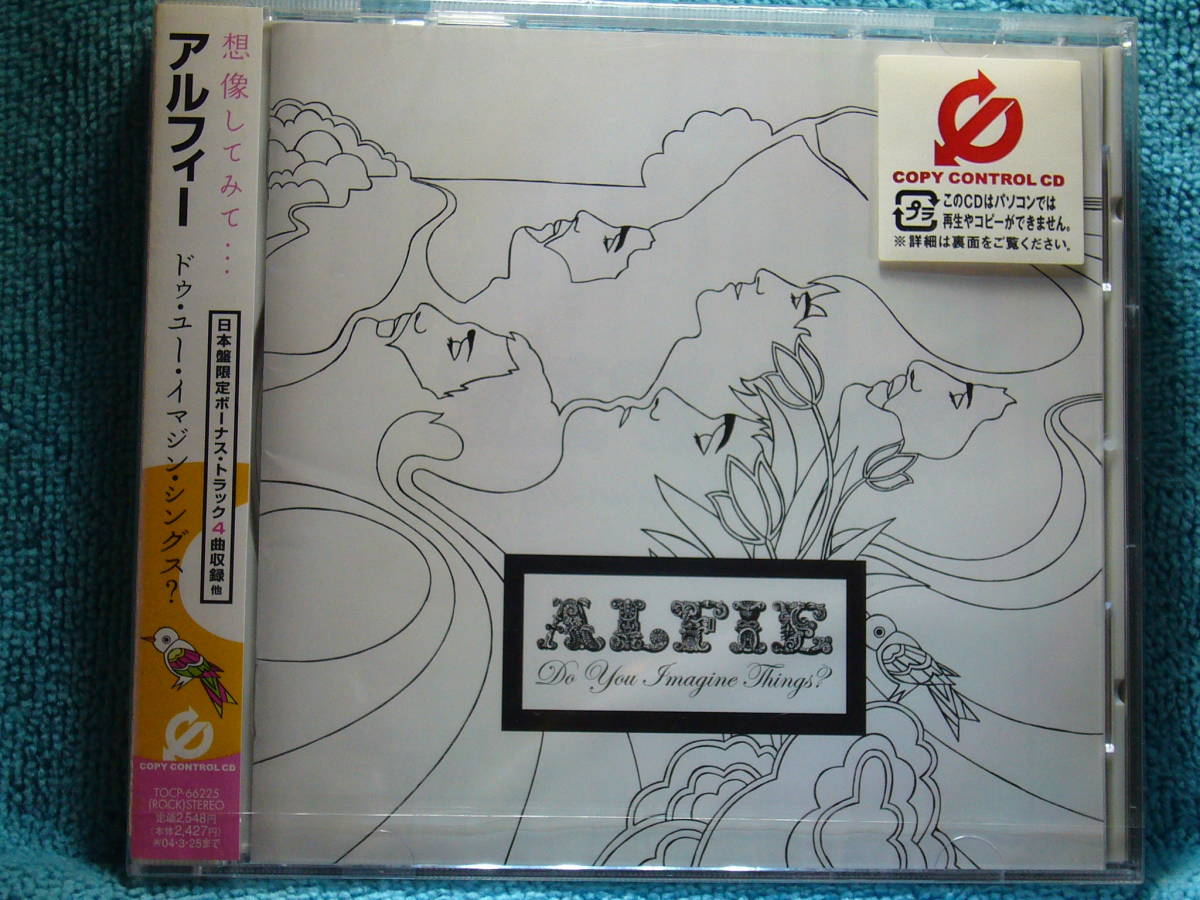 想像してみて…
アルフィー
ドゥ・ユー・イマジン・シングス?
日本盤限定ボーナス・トラック4曲収録 他
COPY CONTROL CD
TOCP-66225
(ROCK)STEREO
定価2,548円
(本体2,427円)
※04・3・25まで
COPY CONTROL CD
プラ
このCDはパソコンでは
再生やコピーができません。
※詳細は裏面をご覧ください。
ALFIE
Do You Imagine Things?